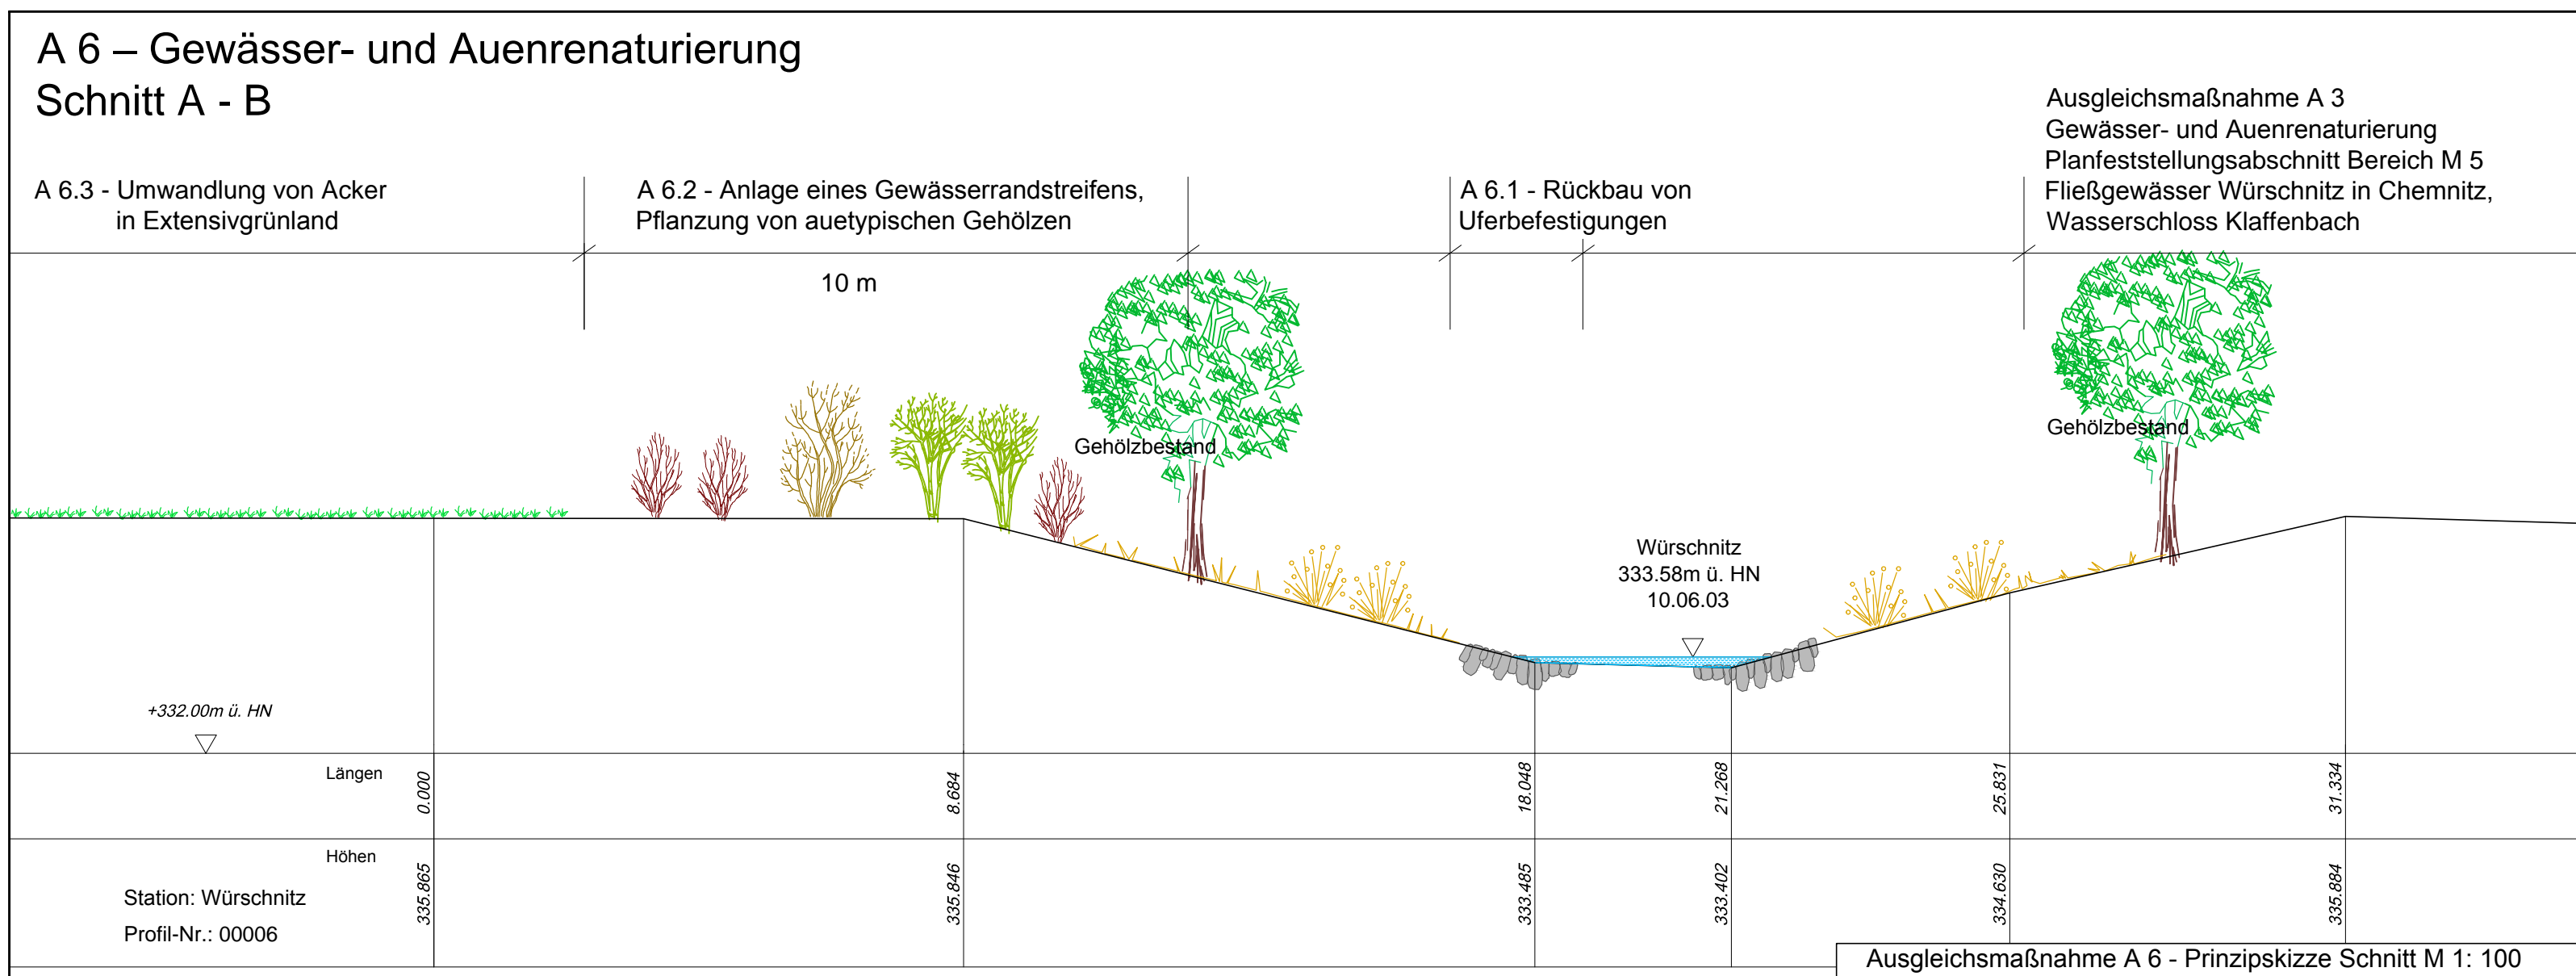 A 6 – Gewässer- und Auenrenaturierung
Schnitt A - B
Ausgleichsmaßnahme A 3
Gewässer- und Auenrenaturierung
Planfeststellungsabschnitt Bereich M 5
Fließgewässer Würschnitz in Chemnitz,
Wasserschloss Klaffenbach
A 6.3 - Umwandlung von Acker
in Extensivgrünland
A 6.2 - Anlage eines Gewässerrandstreifens,
Pflanzung von auetypischen Gehölzen
A 6.1 - Rückbau von
Uferbefestigungen
10 m
Gehölzbestand
Gehölzbestand
Würschnitz
333.58m ü. HN
10.06.03
+332.00m ü. HN
Längen
0.000
8.684
18.048
21.268
25.831
31.334
Höhen
335.865
335.846
333.485
333.402
334.630
335.884
Station: Würschnitz
Profil-Nr.: 00006
Ausgleichsmaßnahme A 6 - Prinzipskizze Schnitt M 1: 100